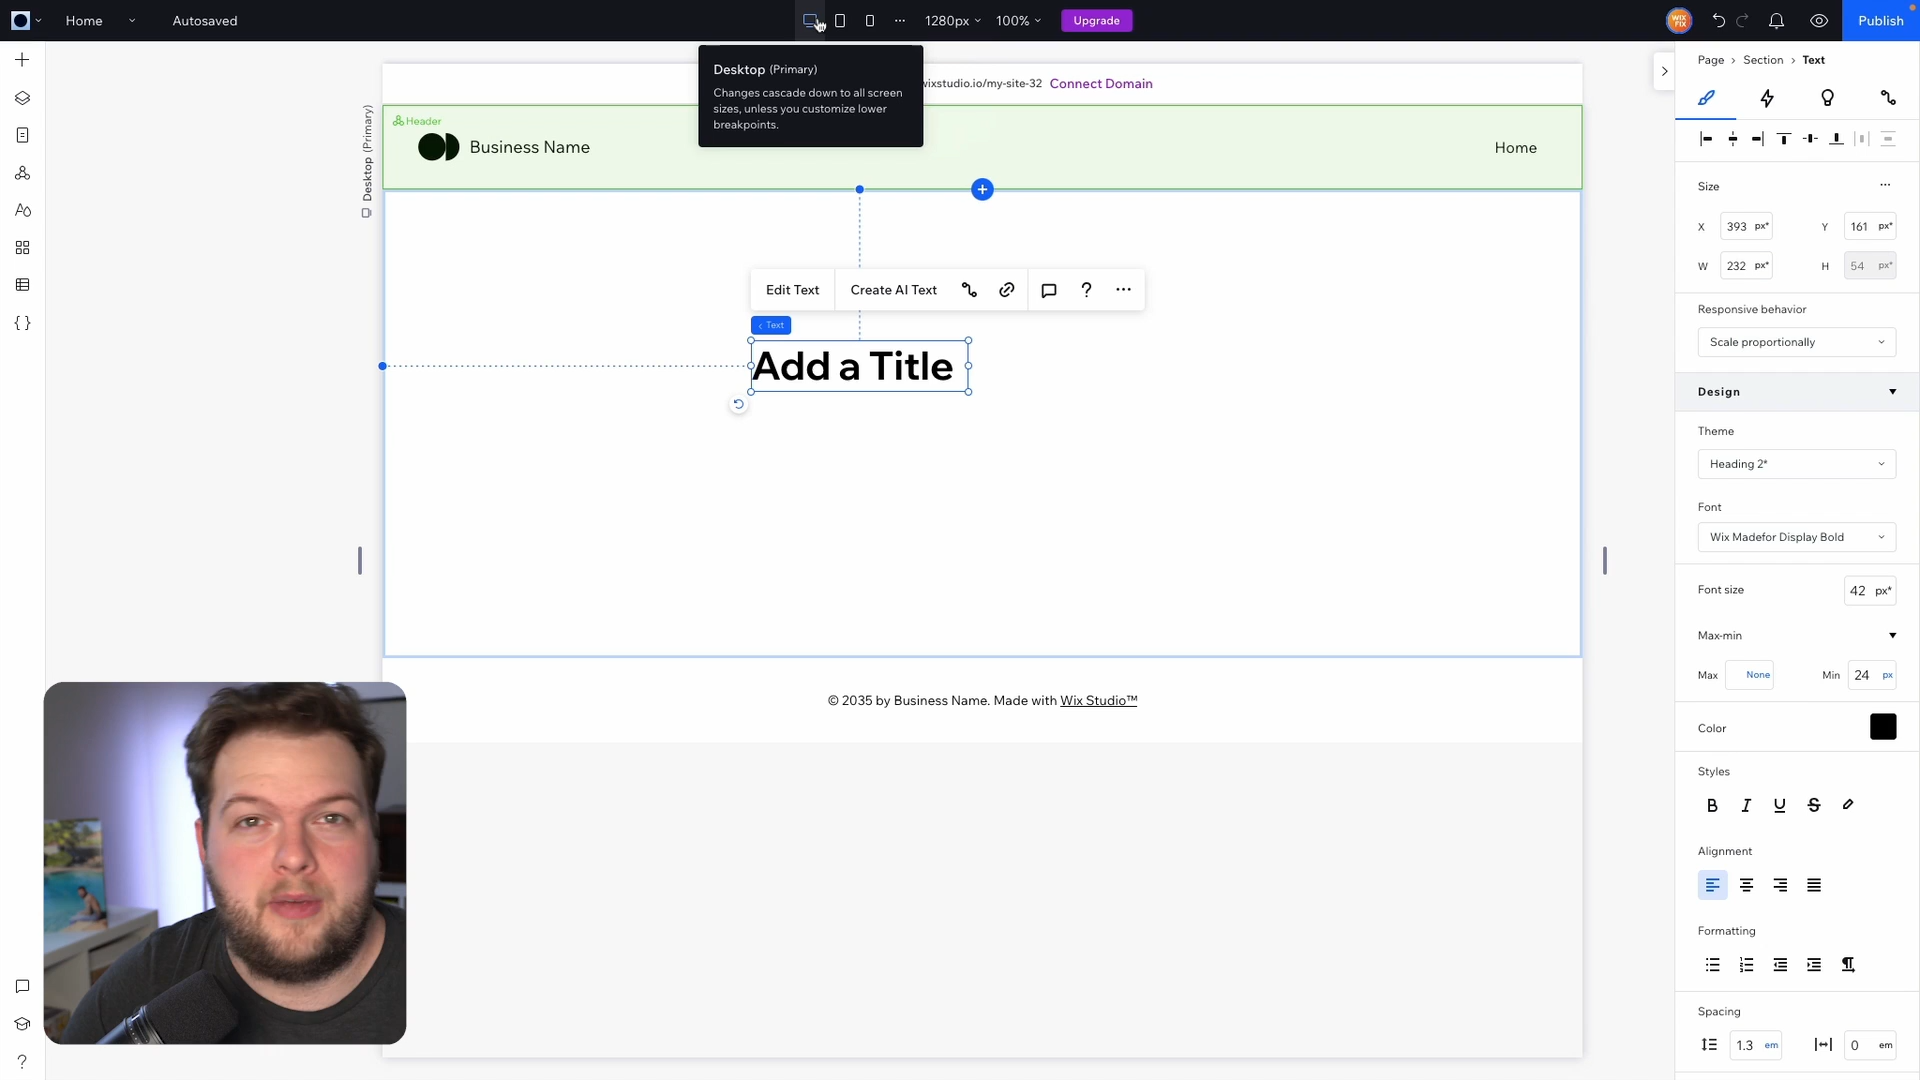 Home
Autosaved
1280px
100%
Upgrade
WIX
FIX
Publish
Desktop (Primary)
Changes cascade down to all screen
sizes, unless you customize lower
breakpoints.
wixstudio.io/my-site-32 Connect Domain
Desktop (Primary)
Header
Business Name
Home
Edit Text
Create AI Text
?
< Text
Add a Title
© 2035 by Business Name. Made with Wix Studio™
Page > Section > Text
Size
X 393 px*
Y 161 px*
W 232 px*
H 54 px*
Responsive behavior
Scale proportionally
Design
Theme
Heading 2*
Font
Wix Madefor Display Bold
Font size
42 px*
Max-min
Max None
Min 24 px
Color
Styles
B I U S
Alignment
Formatting
Spacing
1.3 em
0 em
?